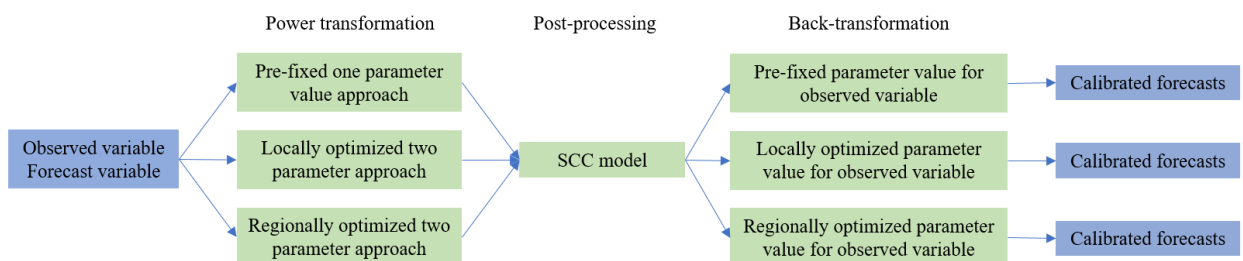 Power transformation
Post-processing
Back-transformation
Observed variable
Forecast variable
Pre-fixed one parameter
value approach
Locally optimized two
parameter approach
Regionally optimized two
parameter approach
SCC model
Pre-fixed parameter value for
observed variable
Locally optimized parameter
value for observed variable
Regionally optimized parameter
value for observed variable
Calibrated forecasts
Calibrated forecasts
Calibrated forecasts